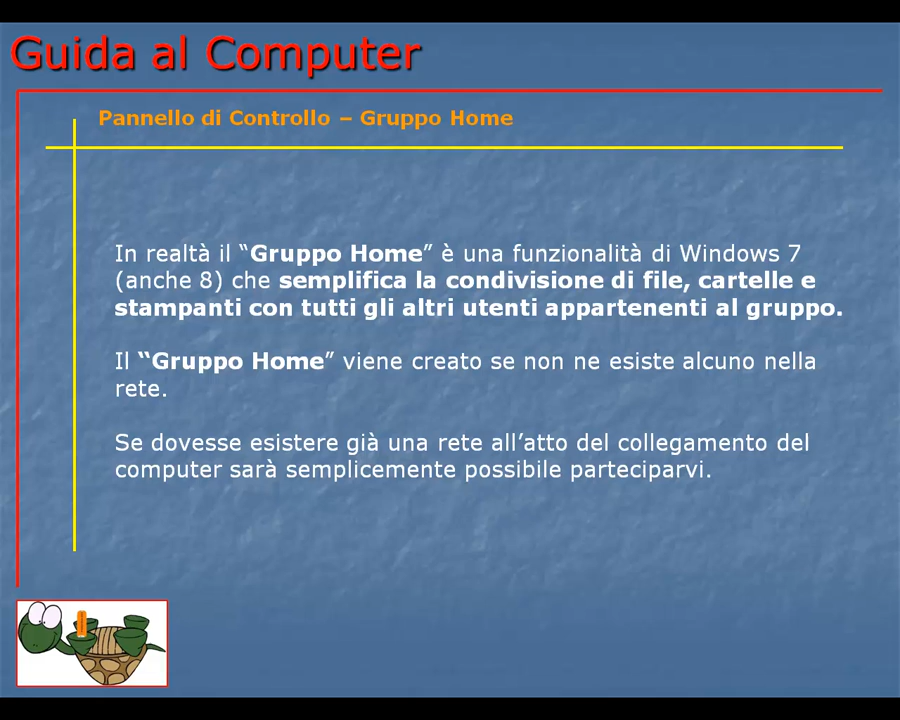 Guida al Computer
Pannello di Controllo – Gruppo Home
In realtà il “Gruppo Home” è una funzionalità di Windows 7
(anche 8) che semplifica la condivisione di file, cartelle e
stampanti con tutti gli altri utenti appartenenti al gruppo.
Il “Gruppo Home” viene creato se non ne esiste alcuno nella
rete.
Se dovesse esistere già una rete all’atto del collegamento del
computer sarà semplicemente possibile parteciparvi.